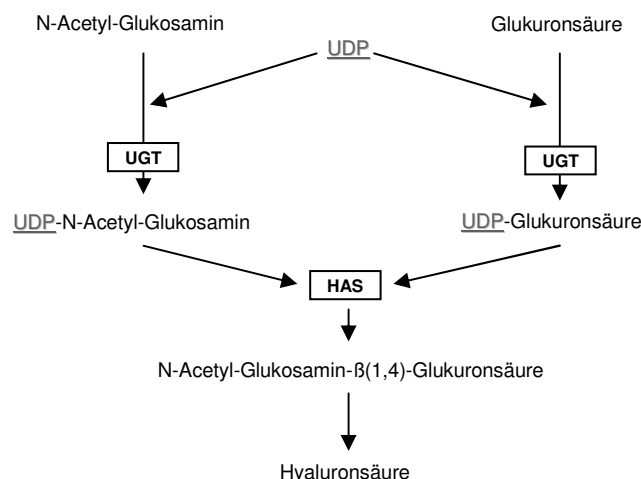 N-Acetyl-Glukosamin
Glukuronsäure
UDP
UGT
UGT
UDP-N-Acetyl-Glukosamin
UDP-Glukuronsäure
HAS
N-Acetyl-Glukosamin-ß(1,4)-Glukuronsäure
Hyaluronsäure